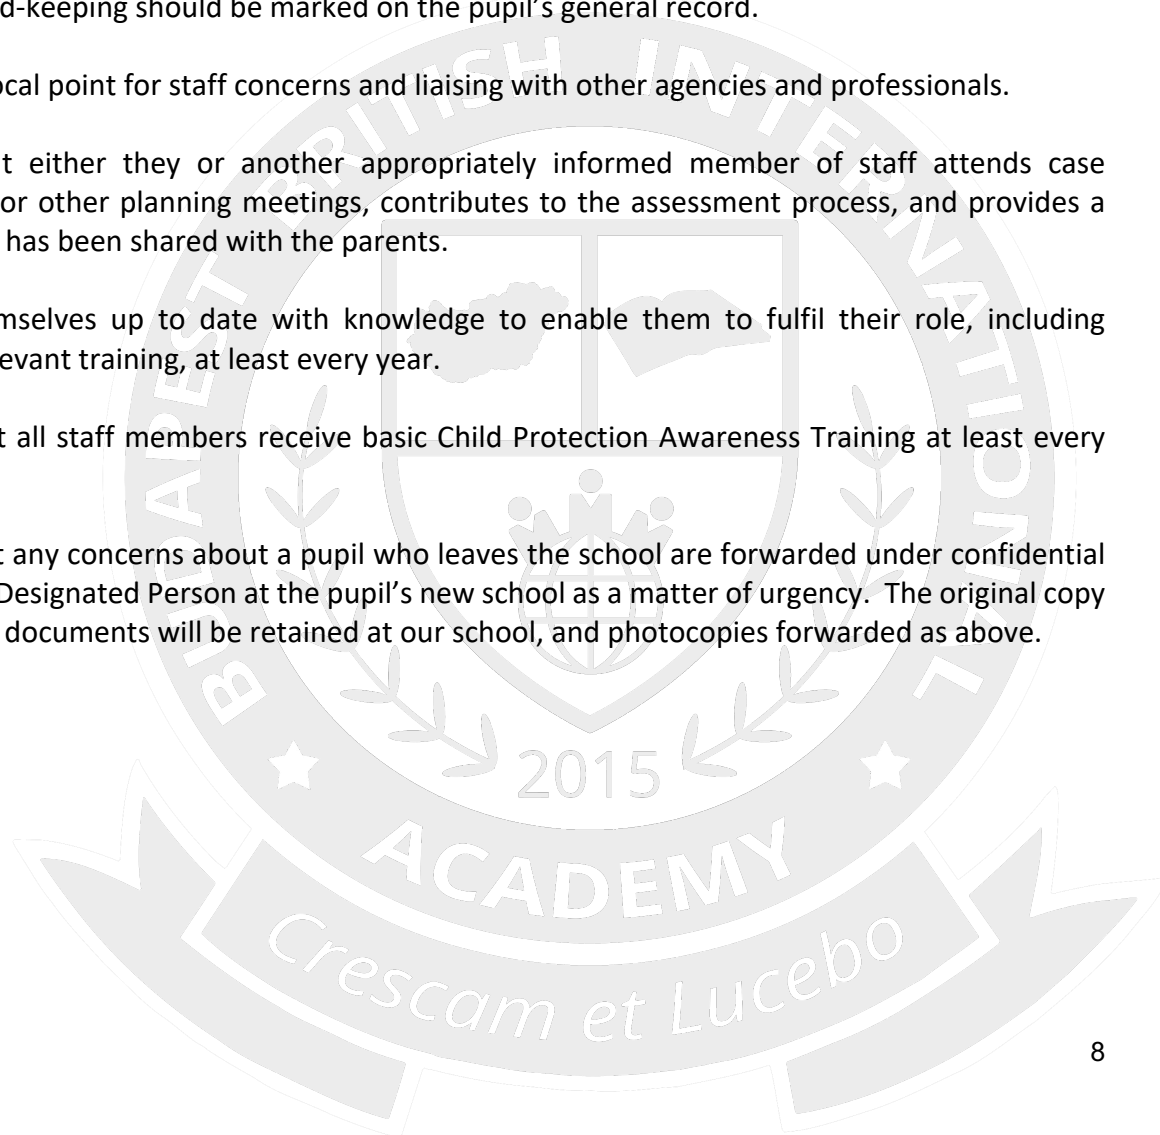 d-keeping should be marked on the pupil's general record.
ocal point for staff concerns and liaising with other agencies and professionals.
t either they or another appropriately informed member of staff attends case
or other planning meetings, contributes to the assessment process, and provides a
has been shared with the parents.
mselves up to date with knowledge to enable them to fulfil their role, including
evant training, at least every year.
t all staff members receive basic Child Protection Awareness Training at least every
t any concerns about a pupil who leaves the school are forwarded under confidential
Designated Person at the pupil's new school as a matter of urgency. The original copy
documents will be retained at our school, and photocopies forwarded as above.
BUDAPEST BRITISH INTERNATIONAL
2015
ACADEMY
Crescam et Lucebo
8